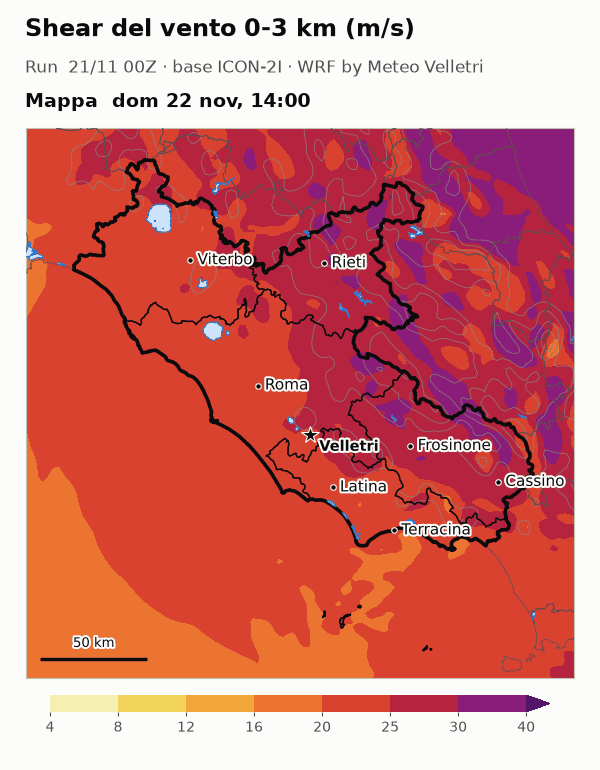 Shear del vento 0-3 km (m/s)
Run  21/11 00Z · base ICON-2I · WRF by Meteo Velletri
Mappa  dom 22 nov, 14:00
Viterbo
Rieti
Roma
Velletri
Frosinone
Cassino
Latina
Terracina
50 km
4 8 12 16 20 25 30 40